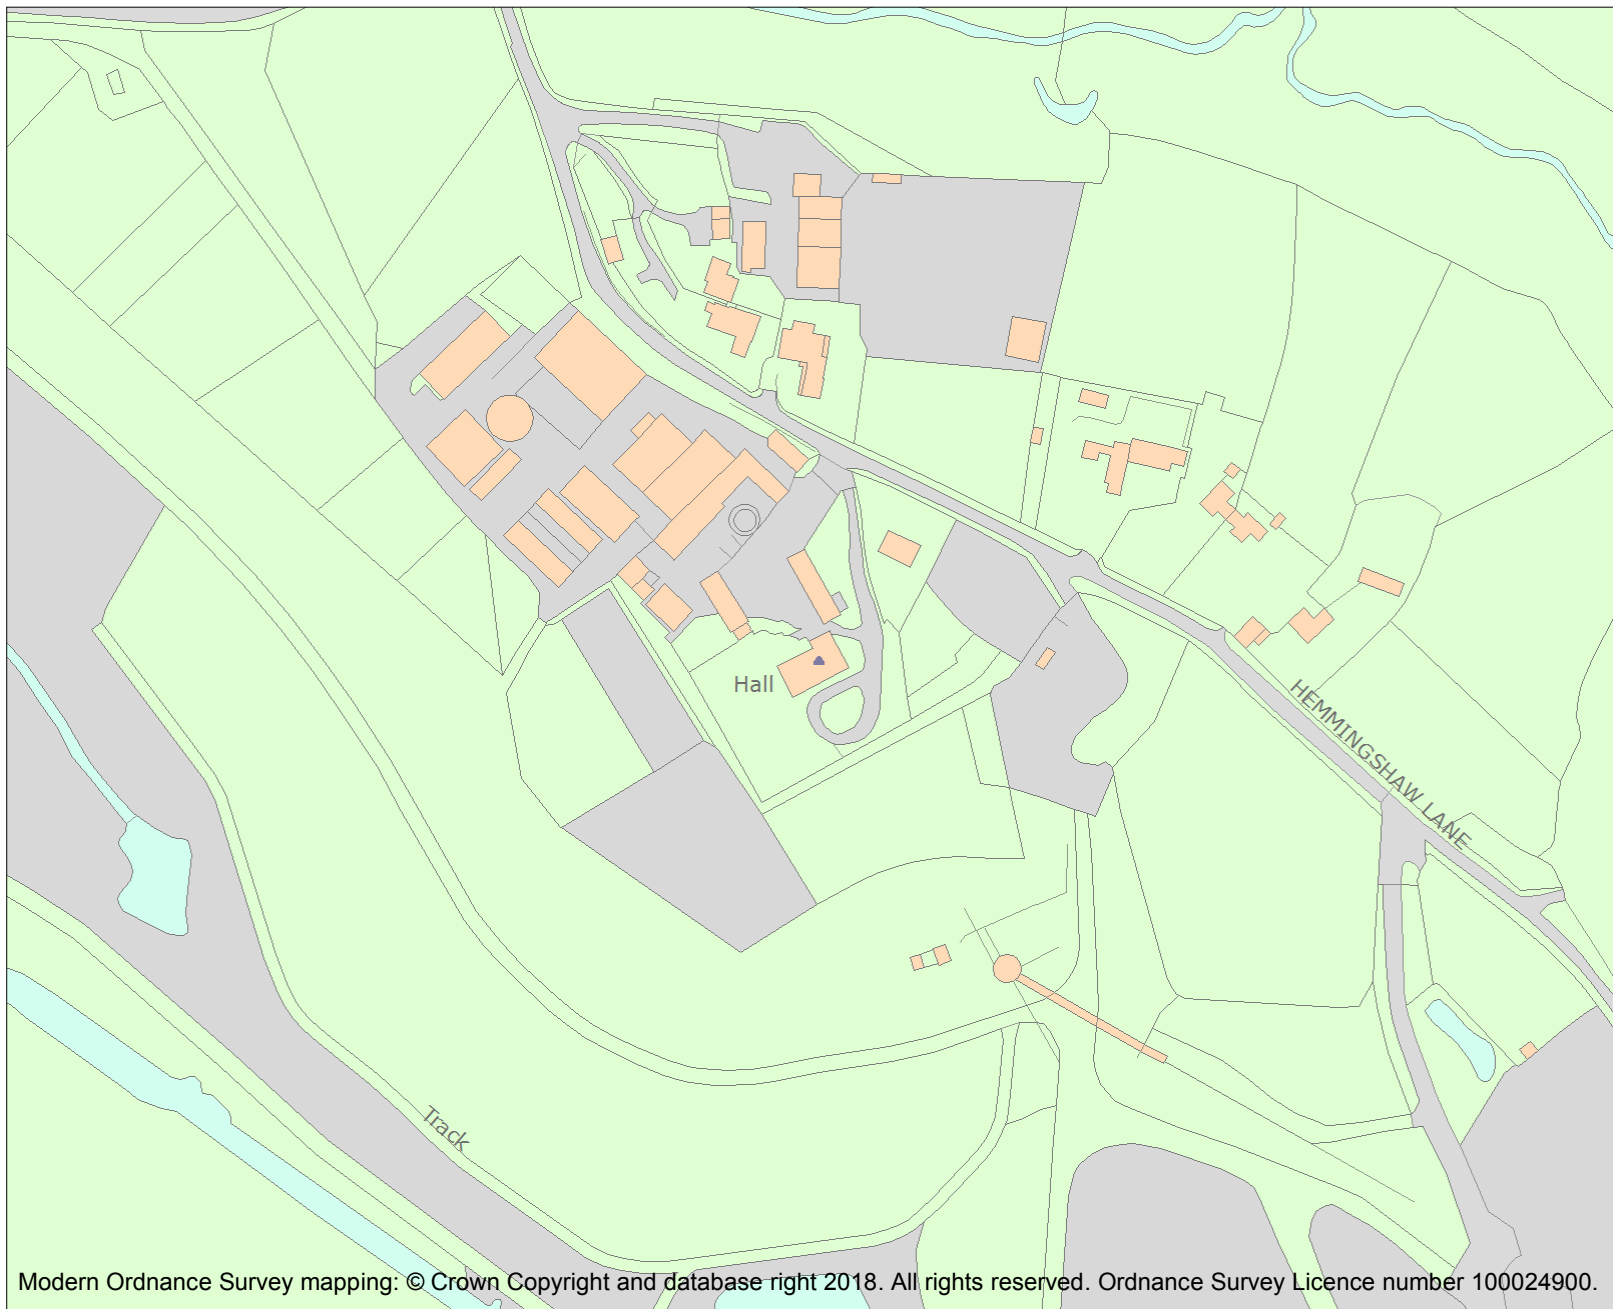 Hall
HEMMINGSHAW LANE
Track
Modern Ordnance Survey mapping: © Crown Copyright and database right 2018. All rights reserved. Ordnance Survey Licence number 100024900.